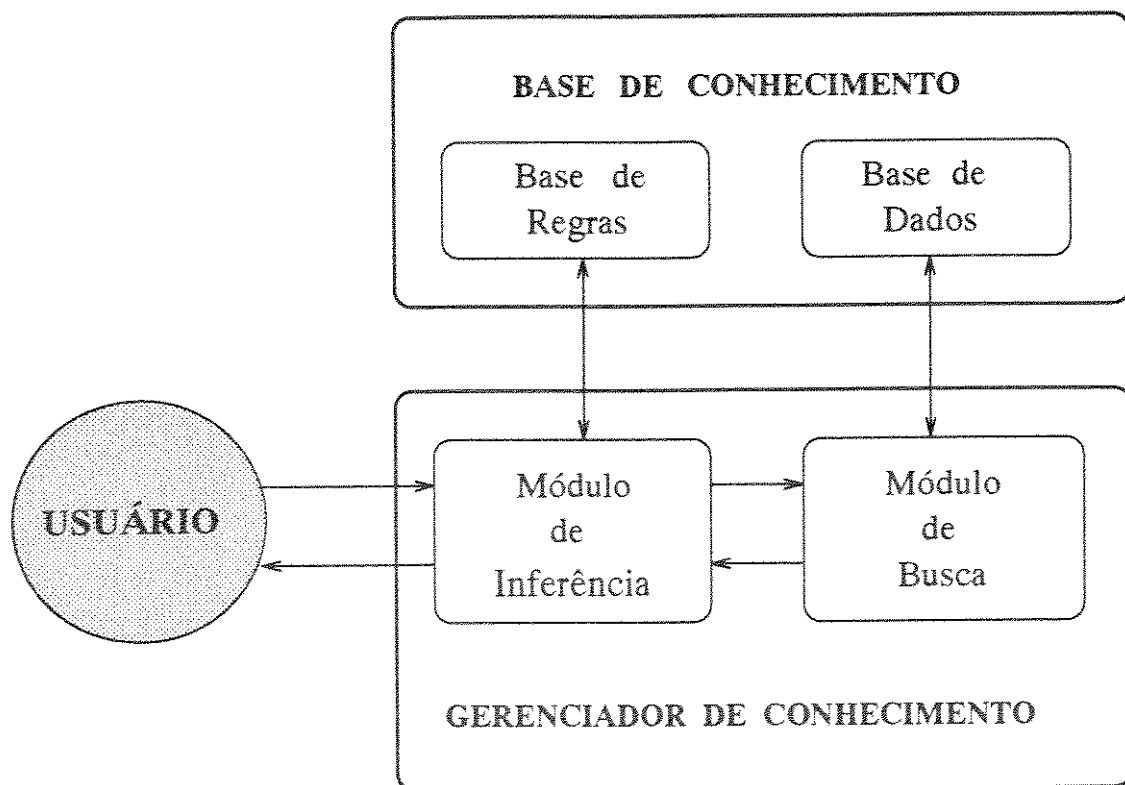 BASE DE CONHECIMENTO
Base de
Regras
Base de
Dados
USUÁRIO
Módulo
de
Inferência
Módulo
de
Busca
GERENCIADOR DE CONHECIMENTO